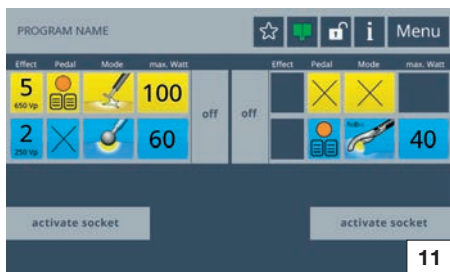 PROGRAM NAME i Menu
Effect Pedal Mode max. Watt Effect Pedal Mode max. Watt
5 100
650 Vp
off off
2 60 40
250 Vp
activate socket activate socket
11